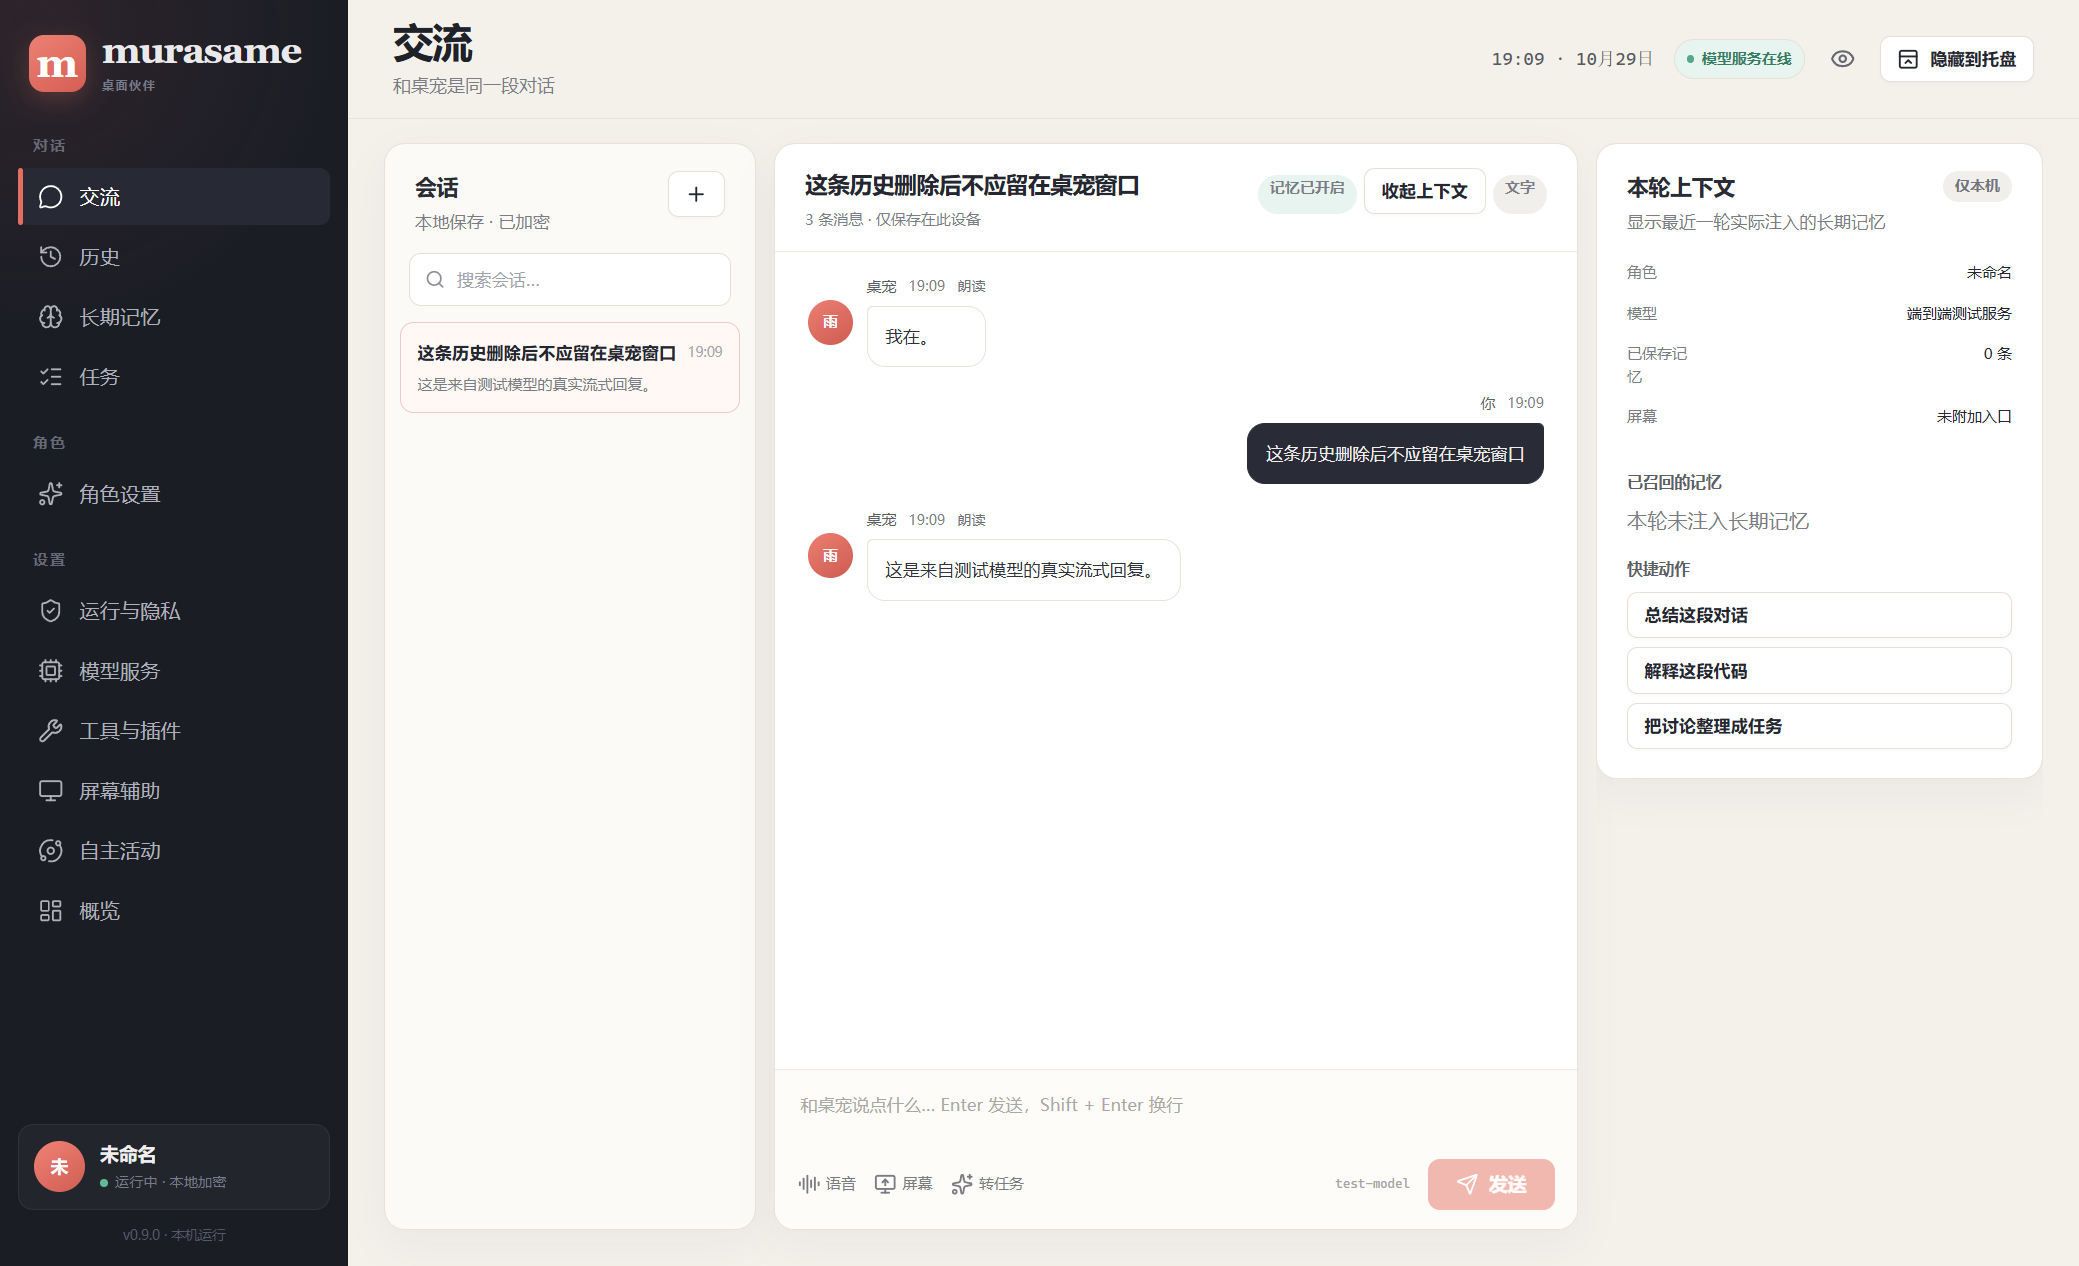 m murasame
桌面伙伴
对话
交流
历史
长期记忆
任务
角色
角色设置
设置
运行与隐私
模型服务
工具与插件
屏幕辅助
自主活动
概览
未
未命名
运行中 · 本地加密
v0.9.0 · 本机运行
交流
和桌宠是同一段对话
19:09 · 10月29日
模型服务在线
隐藏到托盘
会话
本地保存 · 已加密
+
搜索会话...
这条历史删除后不应留在桌宠窗口 19:09
这是来自测试模型的真实流式回复。
这条历史删除后不应留在桌宠窗口
3 条消息 · 仅保存在此设备
记忆已开启
收起上下文
文字
桌宠 19:09 朗读
雨
我在。
你 19:09
这条历史删除后不应留在桌宠窗口
桌宠 19:09 朗读
雨
这是来自测试模型的真实流式回复。
和桌宠说点什么... Enter 发送，Shift + Enter 换行
语音
屏幕
转任务
test-model
发送
本轮上下文
仅本机
显示最近一轮实际注入的长期记忆
角色 未命名
模型 端到端测试服务
已保存记 0 条
忆
屏幕 未附加入口
已召回的记忆
本轮未注入长期记忆
快捷动作
总结这段对话
解释这段代码
把讨论整理成任务